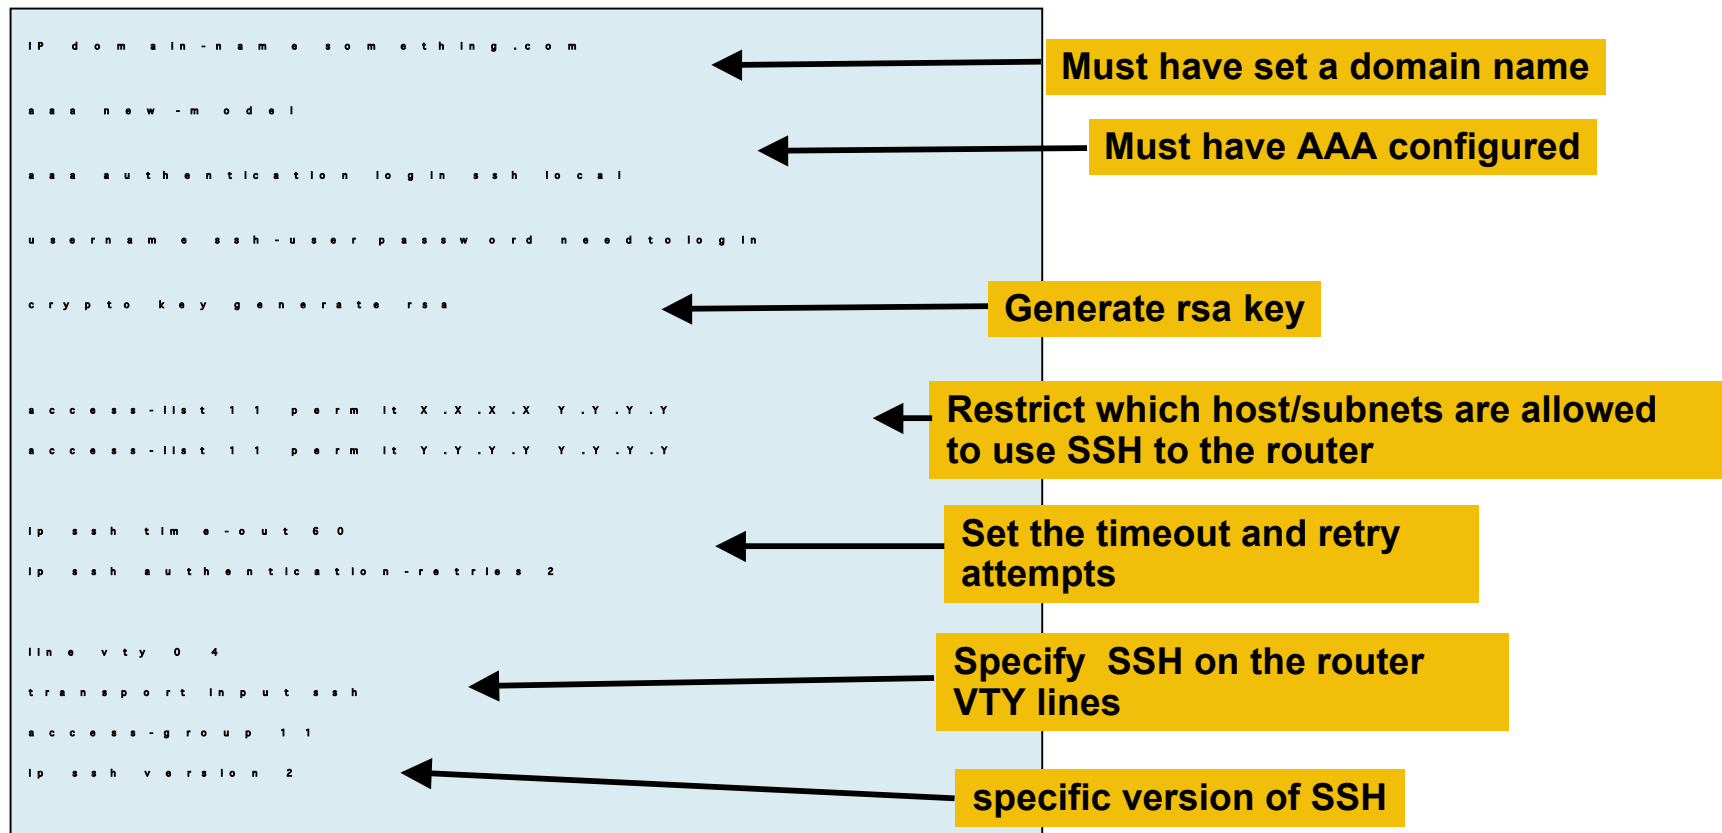 IP domain-name something.com
Must have set a domain name
aaa new-model
Must have AAA configured
aaa authentication login ssh local
username ssh-user password needtologin
crypto key generate rsa
Generate rsa key
access-list 11 permit X.X.X.X Y.Y.Y.Y
access-list 11 permit Y.Y.Y.Y Y.Y.Y.Y
Restrict which host/subnets are allowed
to use SSH to the router
ip ssh time-out 60
ip ssh authentication-retries 2
Set the timeout and retry
attempts
line vty 0 4
transport input ssh
access-group 11
Specify SSH on the router
VTY lines
ip ssh version 2
specific version of SSH